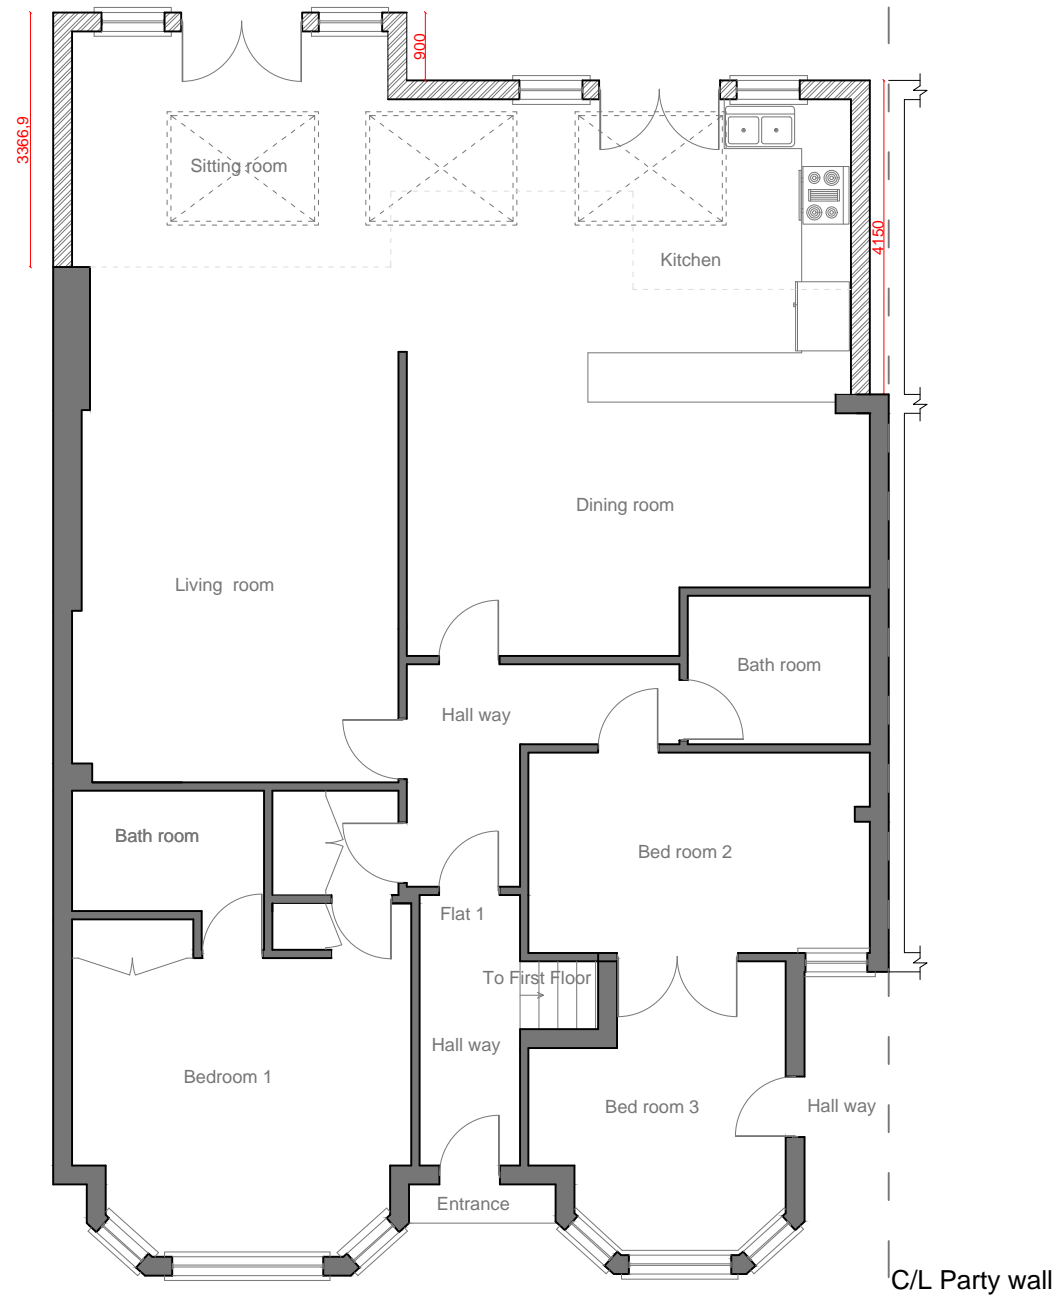 900
3366,9
Sitting room
4150
Kitchen
Dining room
Living room
Bath room
Hall way
Bath room
Bed room 2
Flat 1
To First Floor
Hall way
Bedroom 1
Bed room 3
Hall way
Entrance
C/L Party wall